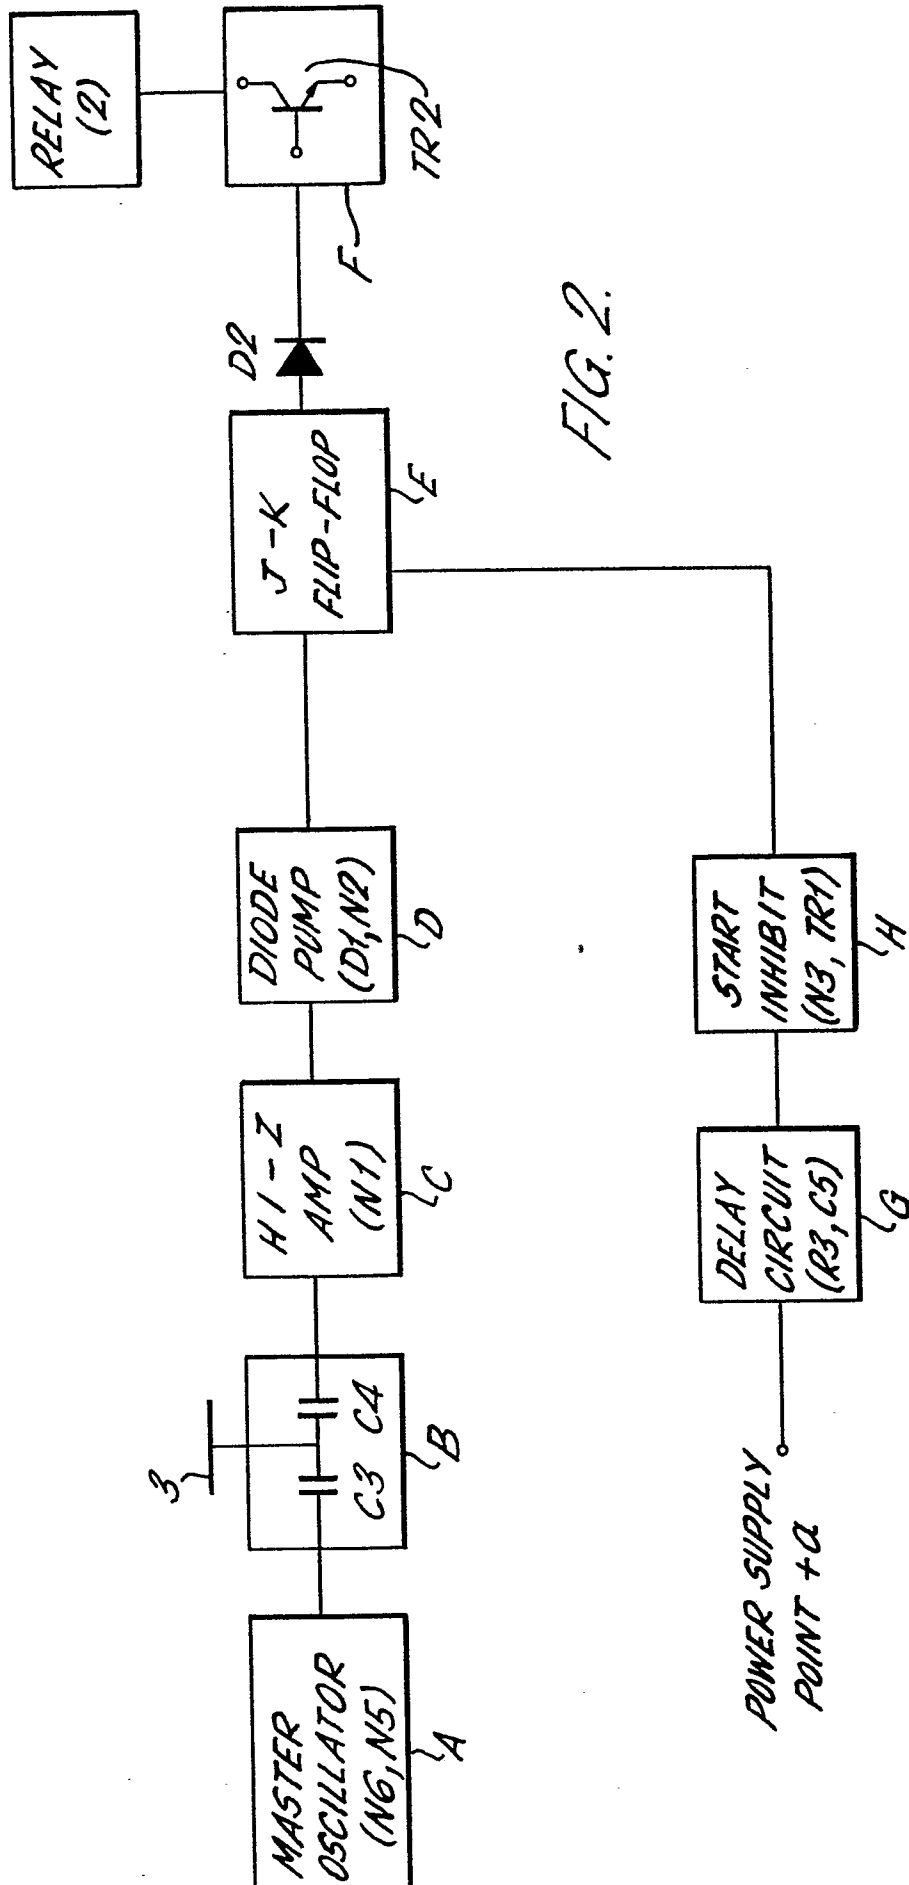 MASTER
OSCILLATOR
(N6, N5)
A
3
C3 C4
B
HI-Z
AMP
(N1)
C
DIODE
PUMP
(D1, N2)
D
J-K
FLIP-FLOP
E
D2
F
TR2
RELAY
(2)
POWER SUPPLY
POINT +a
DELAY
CIRCUIT
(R3, C5)
G
START
INHIBIT
(N3, TR1)
H
FIG. 2.